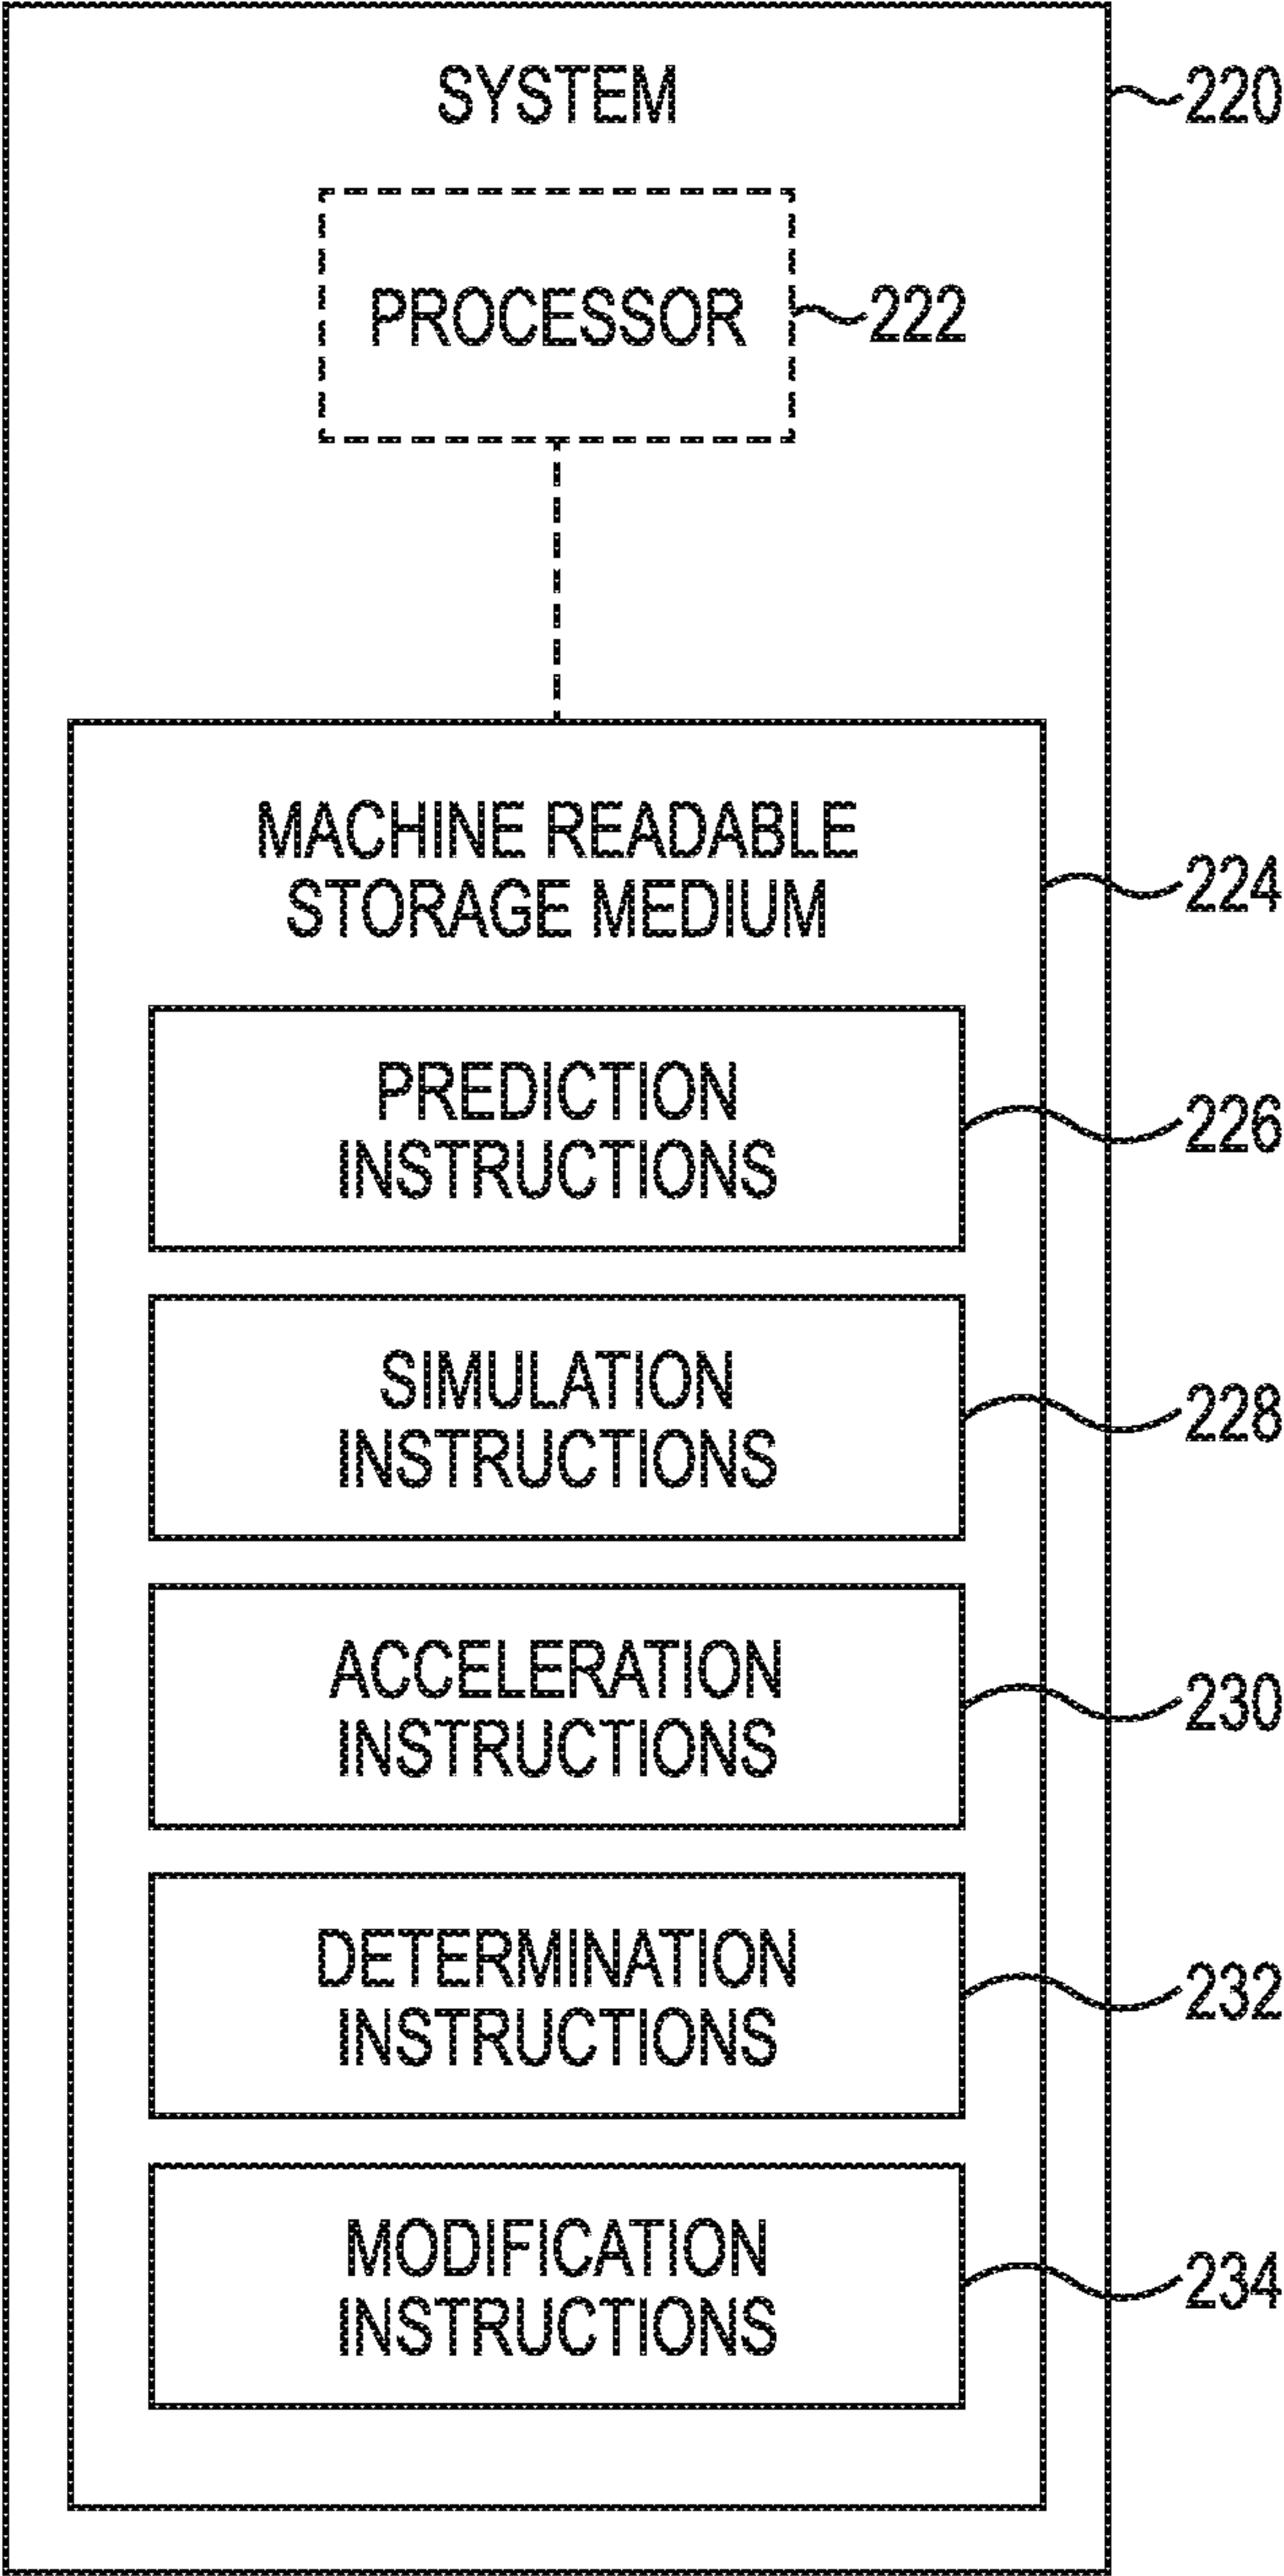 SYSTEM
220
PROCESSOR
222
MACHINE READABLE
STORAGE MEDIUM
224
PREDICTION
INSTRUCTIONS
226
SIMULATION
INSTRUCTIONS
228
ACCELERATION
INSTRUCTIONS
230
DETERMINATION
INSTRUCTIONS
232
MODIFICATION
INSTRUCTIONS
234